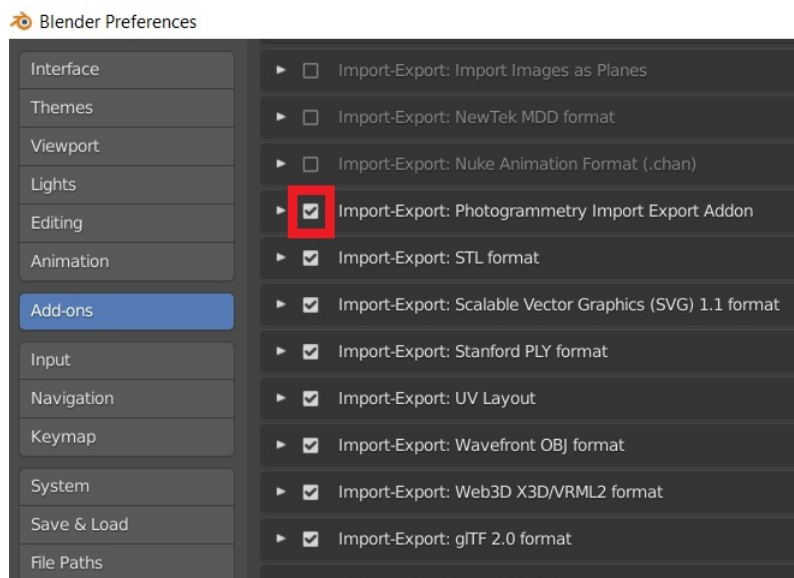 Blender Preferences
Interface
Themes
Viewport
Lights
Editing
Animation
Add-ons
Input
Navigation
Keymap
System
Save & Load
File Paths
Import-Export: Import Images as Planes
Import-Export: NewTek MDD format
Import-Export: Nuke Animation Format (.chan)
Import-Export: Photogrammetry Import Export Addon
Import-Export: STL format
Import-Export: Scalable Vector Graphics (SVG) 1.1 format
Import-Export: Stanford PLY format
Import-Export: UV Layout
Import-Export: Wavefront OBJ format
Import-Export: Web3D X3D/VRML2 format
Import-Export: glTF 2.0 format